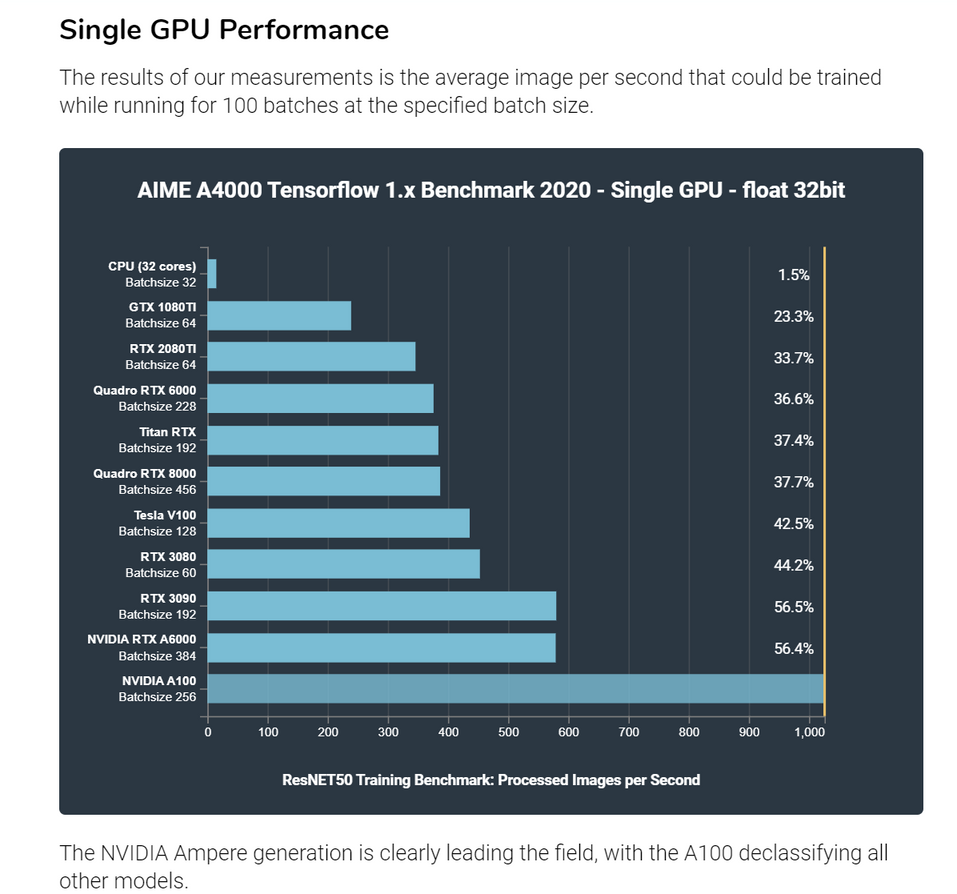 Single GPU Performance
The results of our measurements is the average image per second that could be trained
while running for 100 batches at the specified batch size.
AIME A4000 Tensorflow 1.x Benchmark 2020 - Single GPU - float 32bit
CPU (32 cores)
Batchsize 32
1.5%
GTX 1080TI
Batchsize 64
23.3%
RTX 2080TI
Batchsize 64
33.7%
Quadro RTX 6000
Batchsize 228
36.6%
Titan RTX
Batchsize 192
37.4%
Quadro RTX 8000
Batchsize 456
37.7%
Tesla V100
Batchsize 128
42.5%
RTX 3080
Batchsize 60
44.2%
RTX 3090
Batchsize 192
56.5%
NVIDIA RTX A6000
Batchsize 384
56.4%
NVIDIA A100
Batchsize 256
0 100 200 300 400 500 600 700 800 900 1,000
ResNET50 Training Benchmark: Processed Images per Second
The NVIDIA Ampere generation is clearly leading the field, with the A100 declassifying all
other models.